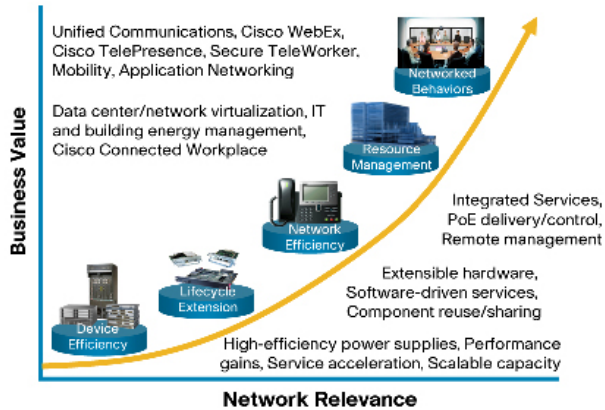 Unified Communications, Cisco WebEx,
Cisco TelePresence, Secure TeleWorker,
Mobility, Application Networking
Networked
Behaviors
Data center/network virtualization, IT
and building energy management,
Cisco Connected Workplace
Resource
Management
Business Value
Network
Efficiency
Integrated Services,
PoE delivery/control,
Remote management
Lifecycle
Extension
Extensible hardware,
Software-driven services,
Component reuse/sharing
Device
Efficiency
High-efficiency power supplies, Performance
gains, Service acceleration, Scalable capacity
Network Relevance